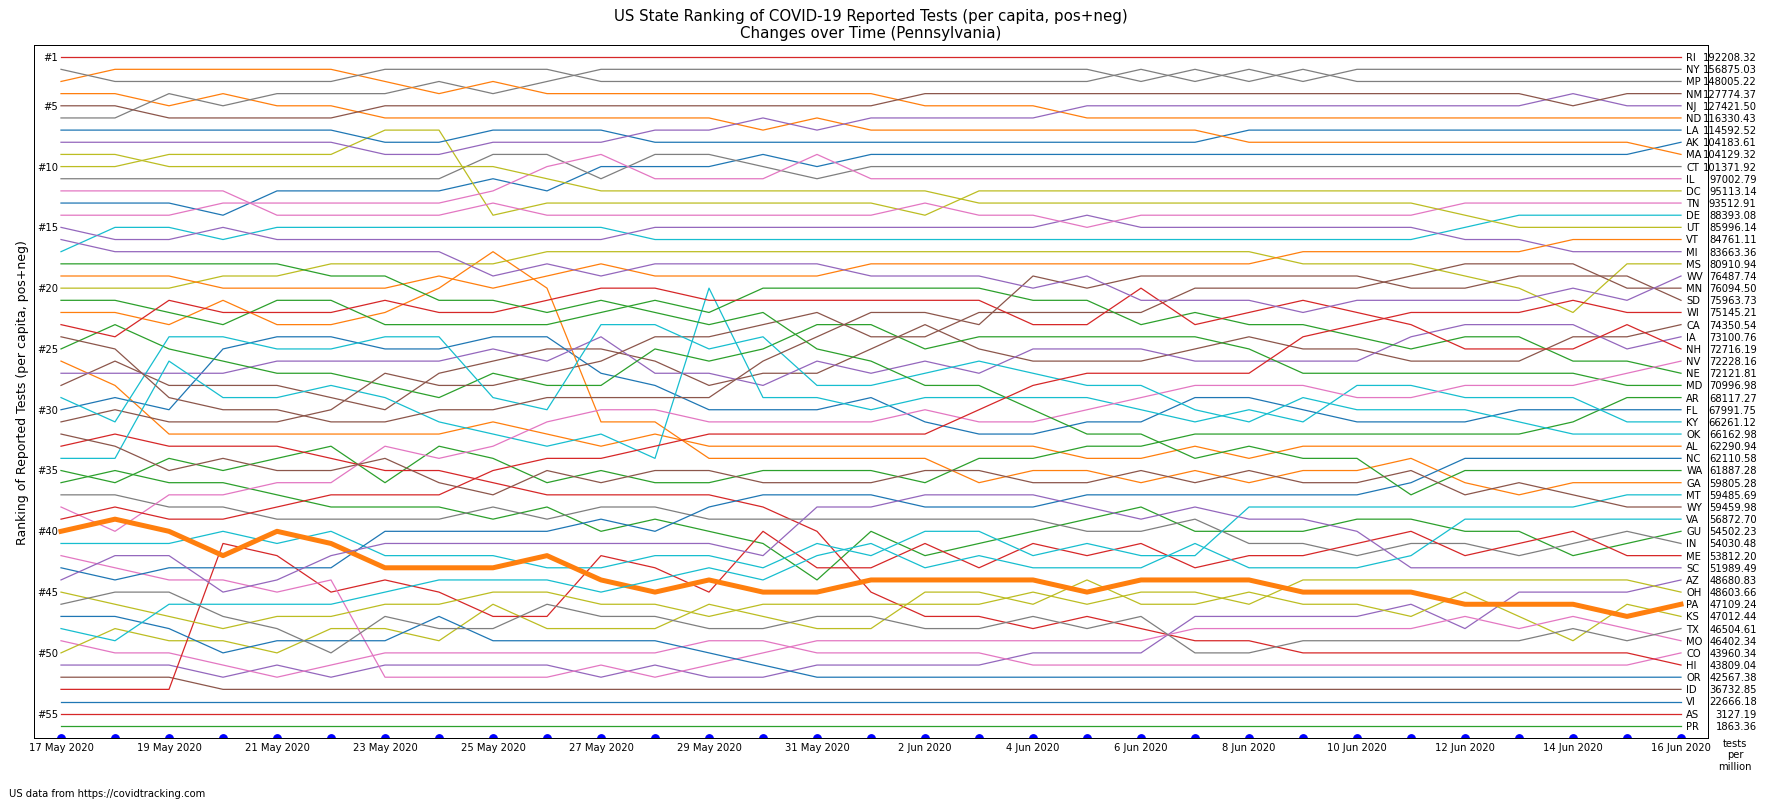 US State Ranking of COVID-19 Reported Tests (per capita, pos+neg)
Changes over Time (Pennsylvania)
Ranking of Reported Tests (per capita, pos+neg)
#1
#5
#10
#15
#20
#25
#30
#35
#40
#45
#50
#55
RI 192208.32
NY 156875.03
MP 148005.22
NM 127774.37
NJ 127421.50
ND 116330.43
LA 114592.52
AK 104183.61
MA 104129.32
CT 101371.92
IL 97002.79
DC 95113.14
TN 93512.91
DE 88393.08
UT 85996.14
VT 84761.11
MI 83663.36
MS 80910.94
WV 76487.74
MN 76094.50
SD 75963.73
WI 75145.21
CA 74350.54
IA 73100.76
NH 72716.19
NV 72228.16
NE 72121.81
MD 70996.98
AR 68117.27
FL 67991.75
KY 66261.12
OK 66162.98
AL 62290.94
NC 62110.58
WA 61887.28
GA 59805.28
MT 59485.69
WY 59459.98
VA 56872.70
GU 54502.23
IN 54030.48
ME 53812.20
SC 51989.49
AZ 48680.83
OH 48603.66
PA 47109.24
KS 47012.44
TX 46504.61
MO 46402.34
CO 43960.34
HI 43809.04
OR 42567.38
ID 36732.85
VI 22666.18
AS 3127.19
PR 1863.36
17 May 2020 19 May 2020 21 May 2020 23 May 2020 25 May 2020 27 May 2020 29 May 2020 31 May 2020 2 Jun 2020 4 Jun 2020 6 Jun 2020 8 Jun 2020 10 Jun 2020 12 Jun 2020 14 Jun 2020 16 Jun 2020
tests
per
million
US data from https://covidtracking.com